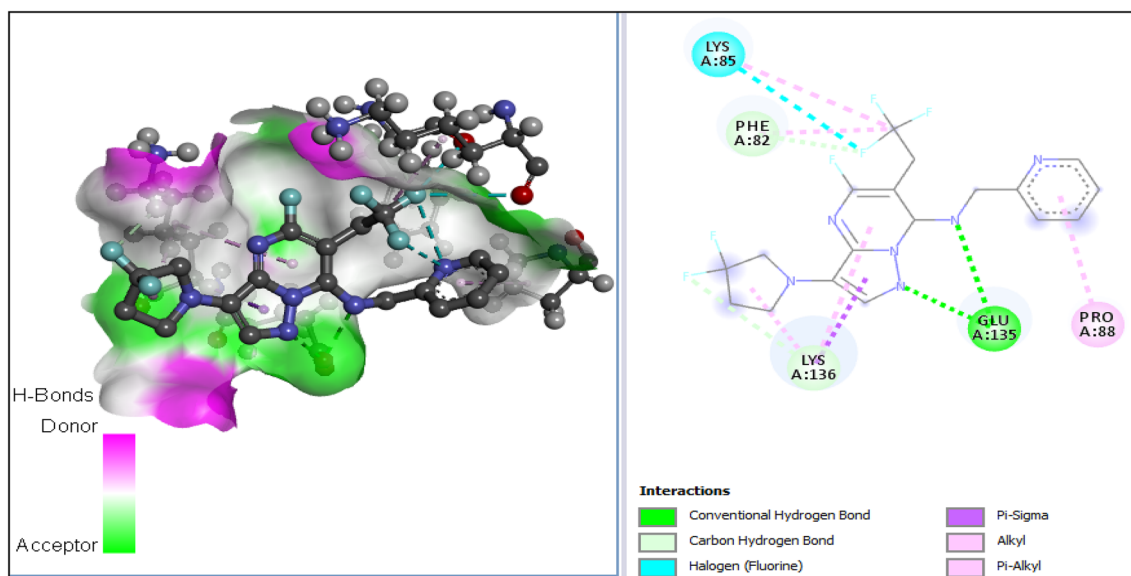 H-Bonds
Donor
Acceptor
LYS
A:85
PHE
A:82
F
F
F
F
N
N
N
N
F
F
N
N
LYS
A:136
GLU
A:135
PRO
A:88
Interactions
Conventional Hydrogen Bond
Carbon Hydrogen Bond
Halogen (Fluorine)
Pi-Sigma
Alkyl
Pi-Alkyl